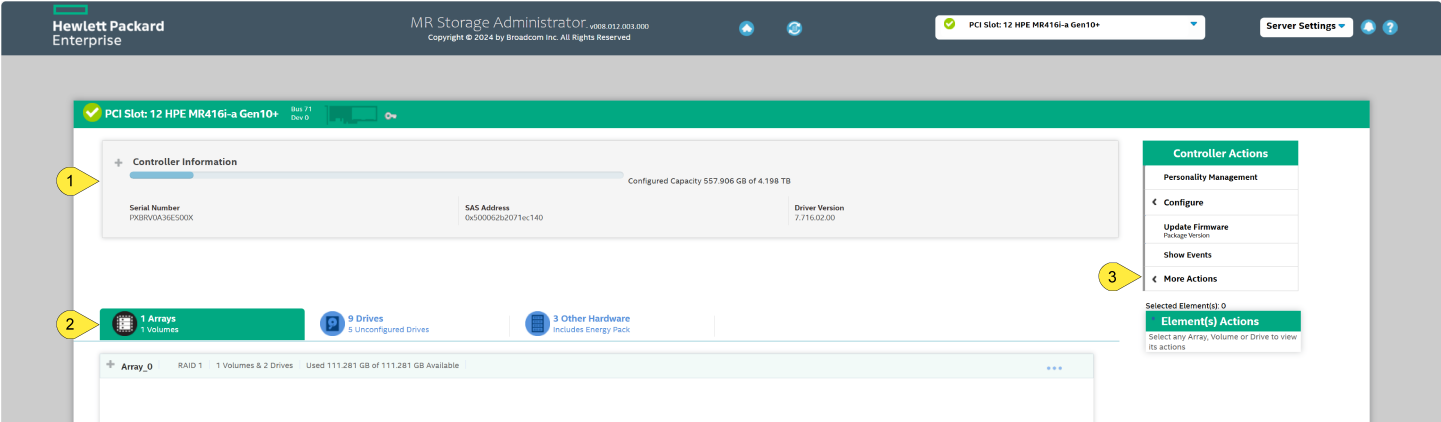 Hewlett Packard
Enterprise
MR Storage Administrator v008.012.003.000
Copyright © 2024 by Broadcom Inc. All Rights Reserved
PCI Slot: 12 HPE MR416i-a Gen10+
Server Settings
?
PCI Slot: 12 HPE MR416i-a Gen10+
Bus 71
Dev 0
1
Controller Information
Configured Capacity 557.906 GB of 4.198 TB
Serial Number
PXBRV0A36ES00X
SAS Address
0x500062b2071ec140
Driver Version
7.716.02.00
Controller Actions
Personality Management
Configure
Update Firmware
Package Version
Show Events
3
More Actions
2
1 Arrays
1 Volumes
9 Drives
5 Unconfigured Drives
3 Other Hardware
Includes Energy Pack
Selected Element(s): 0
Element(s) Actions
Select any Array, Volume or Drive to view
its actions
Array_0
RAID 1
1 Volumes & 2 Drives
Used 111.281 GB of 111.281 GB Available